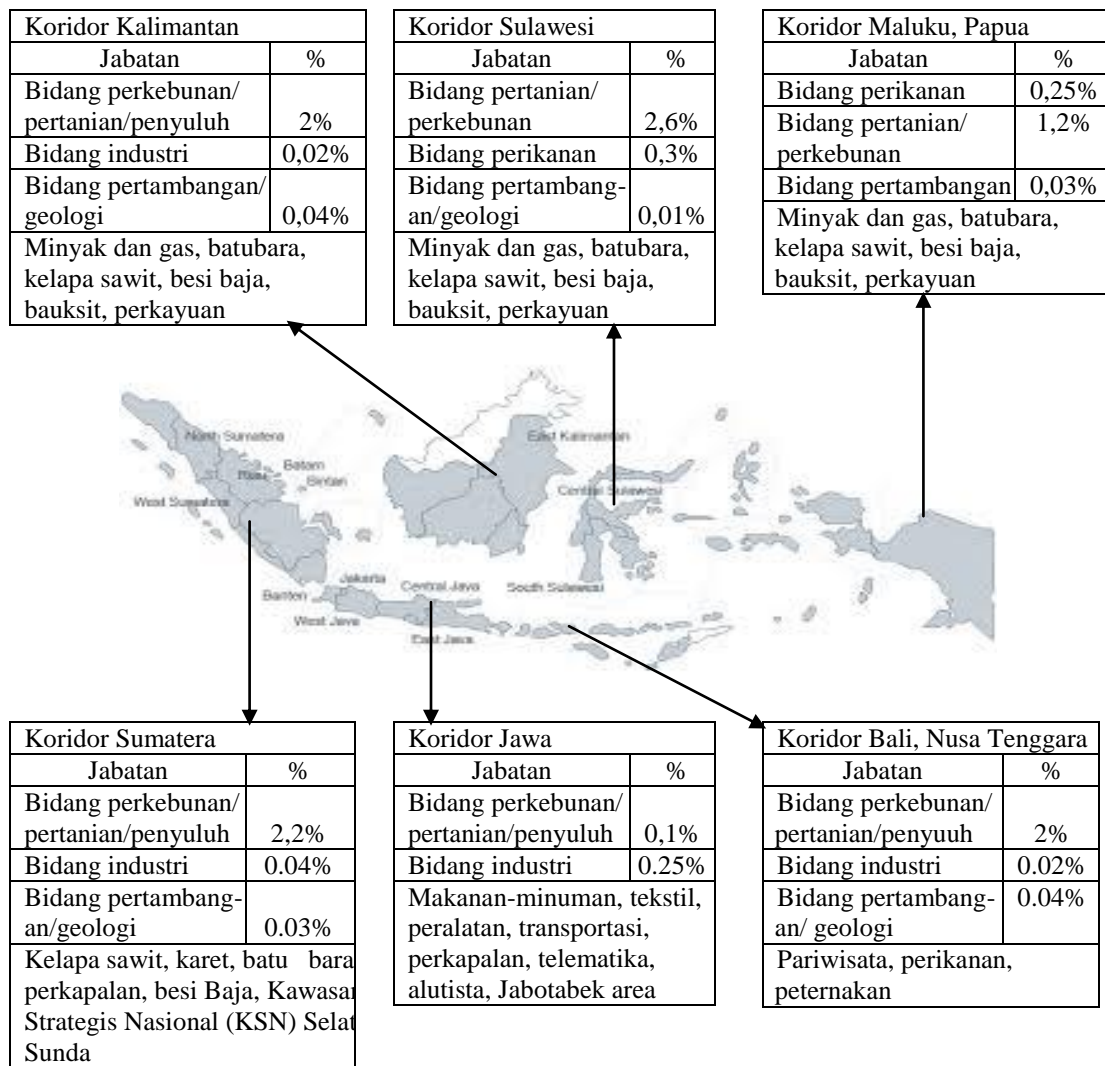 Koridor Kalimantan
Jabatan %
Bidang perkebunan/
pertanian/penyuluh 2%
Bidang industri 0,02%
Bidang pertambangan/
geologi 0,04%
Minyak dan gas, batubara,
kelapa sawit, besi baja,
bauksit, perkayuan
Koridor Sulawesi
Jabatan %
Bidang pertanian/
perkebunan 2,6%
Bidang perikanan 0,3%
Bidang pertambang-
an/geologi 0,01%
Minyak dan gas, batubara,
kelapa sawit, besi baja,
bauksit, perkayuan
Koridor Maluku, Papua
Jabatan %
Bidang perikanan 0,25%
Bidang pertanian/ 1,2%
perkebunan
Bidang pertambangan 0,03%
Minyak dan gas, batubara,
kelapa sawit, besi baja,
bauksit, perkayuan
North Sumatera
East Kalimantan
Riau
Batam
Bintan
West Sumatera
Central Sulawesi
Jakarta
Central Java
South Sulawesi
Banten
West Java
East Java
Koridor Sumatera
Jabatan %
Bidang perkebunan/
pertanian/penyuluh 2,2%
Bidang industri 0.04%
Bidang pertambang-
an/geologi 0.03%
Kelapa sawit, karet, batu bara
perkapalan, besi Baja, Kawasan
Strategis Nasional (KSN) Selat
Sunda
Koridor Jawa
Jabatan %
Bidang perkebunan/
pertanian/penyuluh 0,1%
Bidang industri 0.25%
Makanan-minuman, tekstil,
peralatan, transportasi,
perkapalan, telematika,
alutista, Jabotabek area
Koridor Bali, Nusa Tenggara
Jabatan %
Bidang perkebunan/
pertanian/penyuuh 2%
Bidang industri 0.02%
Bidang pertambang- 0.04%
an/ geologi
Pariwisata, perikanan,
peternakan